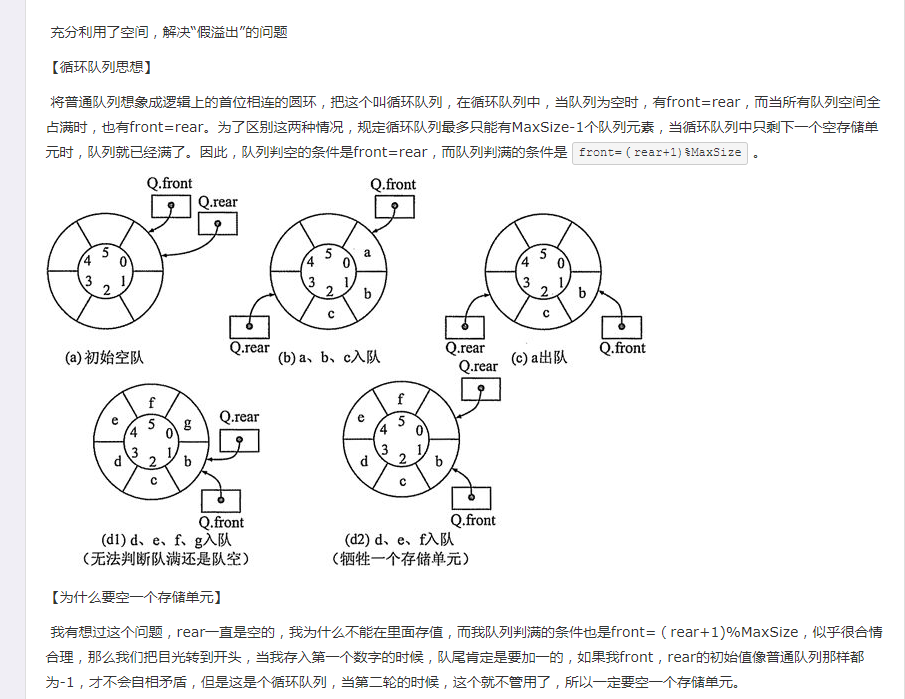 充分利用了空间，解决“假溢出”的问题
【循环队列思想】
将普通队列想象成逻辑上的首位相连的圆环，把这个叫循环队列，在循环队列中，当队列为空时，有front=rear，而当所有队列空间全
占满时，也有front=rear。为了区别这两种情况，规定循环队列最多只能有MaxSize-1个队列元素，当循环队列中只剩下一个空存储单
元时，队列就已经满了。因此，队列判空的条件是front=rear，而队列判满的条件是 front=（rear+1)%MaxSize 。
Q.front
Q.rear
5
4
0
3
1
2
(a)初始空队
Q.front
5
a
4
0
3
1
2
b
c
Q.rear
(b) a、b、c入队
5
4
0
3
1
2
b
c
Q.rear
Q.front
(c) a出队
f
e
5
g
4
0
3
1
d
2
b
c
Q.rear
Q.front
(d1) d、e、f、g入队
（无法判断队满还是队空）
Q.rear
f
e
5
4
0
3
1
d
2
b
c
Q.front
(d2) d、e、f入队
（牺牲一个存储单元）
【为什么要空一个存储单元】
我有想过这个问题，rear一直是空的，我为什么不能在里面存值，而我队列判满的条件也是front=（rear+1)%MaxSize，似乎很合情
合理，那么我们把目光转到开头，当我存入第一个数字的时候，队尾肯定是要加一的，如果我front，rear的初始值像普通队列那样都
为-1，才不会自相矛盾，但是这是个循环队列，当第二轮的时候，这个就不管用了，所以一定要空一个存储单元。